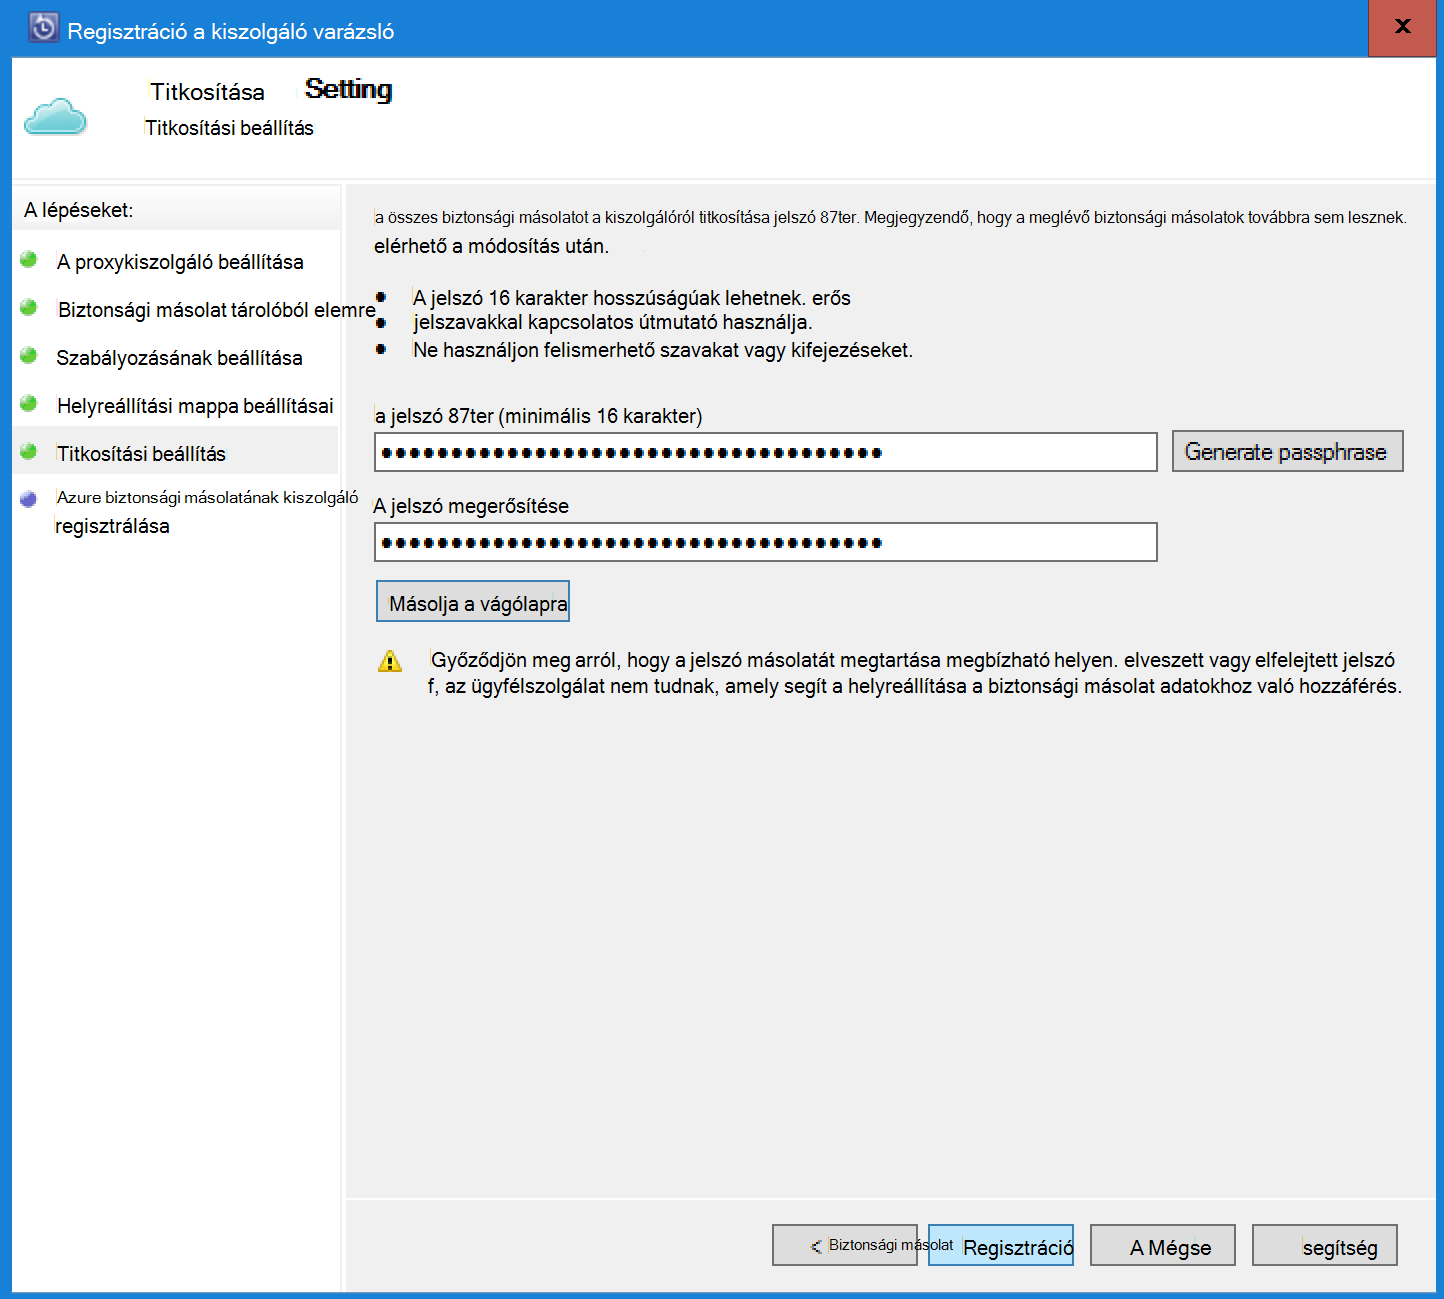 Regisztráció a kiszolgáló varázsló
x
Titkosítása Setting
Titkosítási beállítás
A lépéseket:
A proxykiszolgáló beállítása
Biztonsági másolat tárolóból elemre
Szabályozásának beállítása
Helyreállítási mappa beállításai
Titkosítási beállítás
Azure biztonsági másolatának kiszolgáló
regisztrálása
a összes biztonsági másolatot a kiszolgálóról titkosítása jelszó 87ter. Megjegyzendő, hogy a meglévő biztonsági másolatok továbbra sem lesznek.
elérhető a módosítás után.
A jelszó 16 karakter hosszúságúak lehetnek. erős
jelszavakkal kapcsolatos útmutató használja.
Ne használjon felismerhető szavakat vagy kifejezéseket.
a jelszó 87ter (minimális 16 karakter)
Generate passphrase
A jelszó megerősítése
Másolja a vágólapra
Győződjön meg arról, hogy a jelszó másolatát megtartása megbízható helyen. elveszett vagy elfelejtett jelszó
f, az ügyfélszolgálat nem tudnak, amely segít a helyreállítása a biztonsági másolat adatokhoz való hozzáférés.
< Biztonsági másolat Regisztráció A Mégse segítség